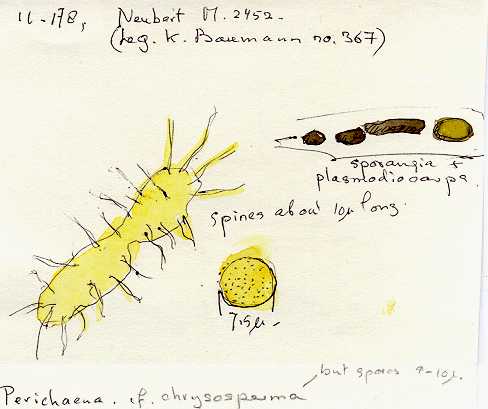 11-178, Neubert M. 2452-
(Leg. K. Baumann no. 367)
sporangia +
plasmodiocarps.
spines about 10µ long.
7.5µ-
but spores 9-10µ.
Perichaena. cf. chrysosperma